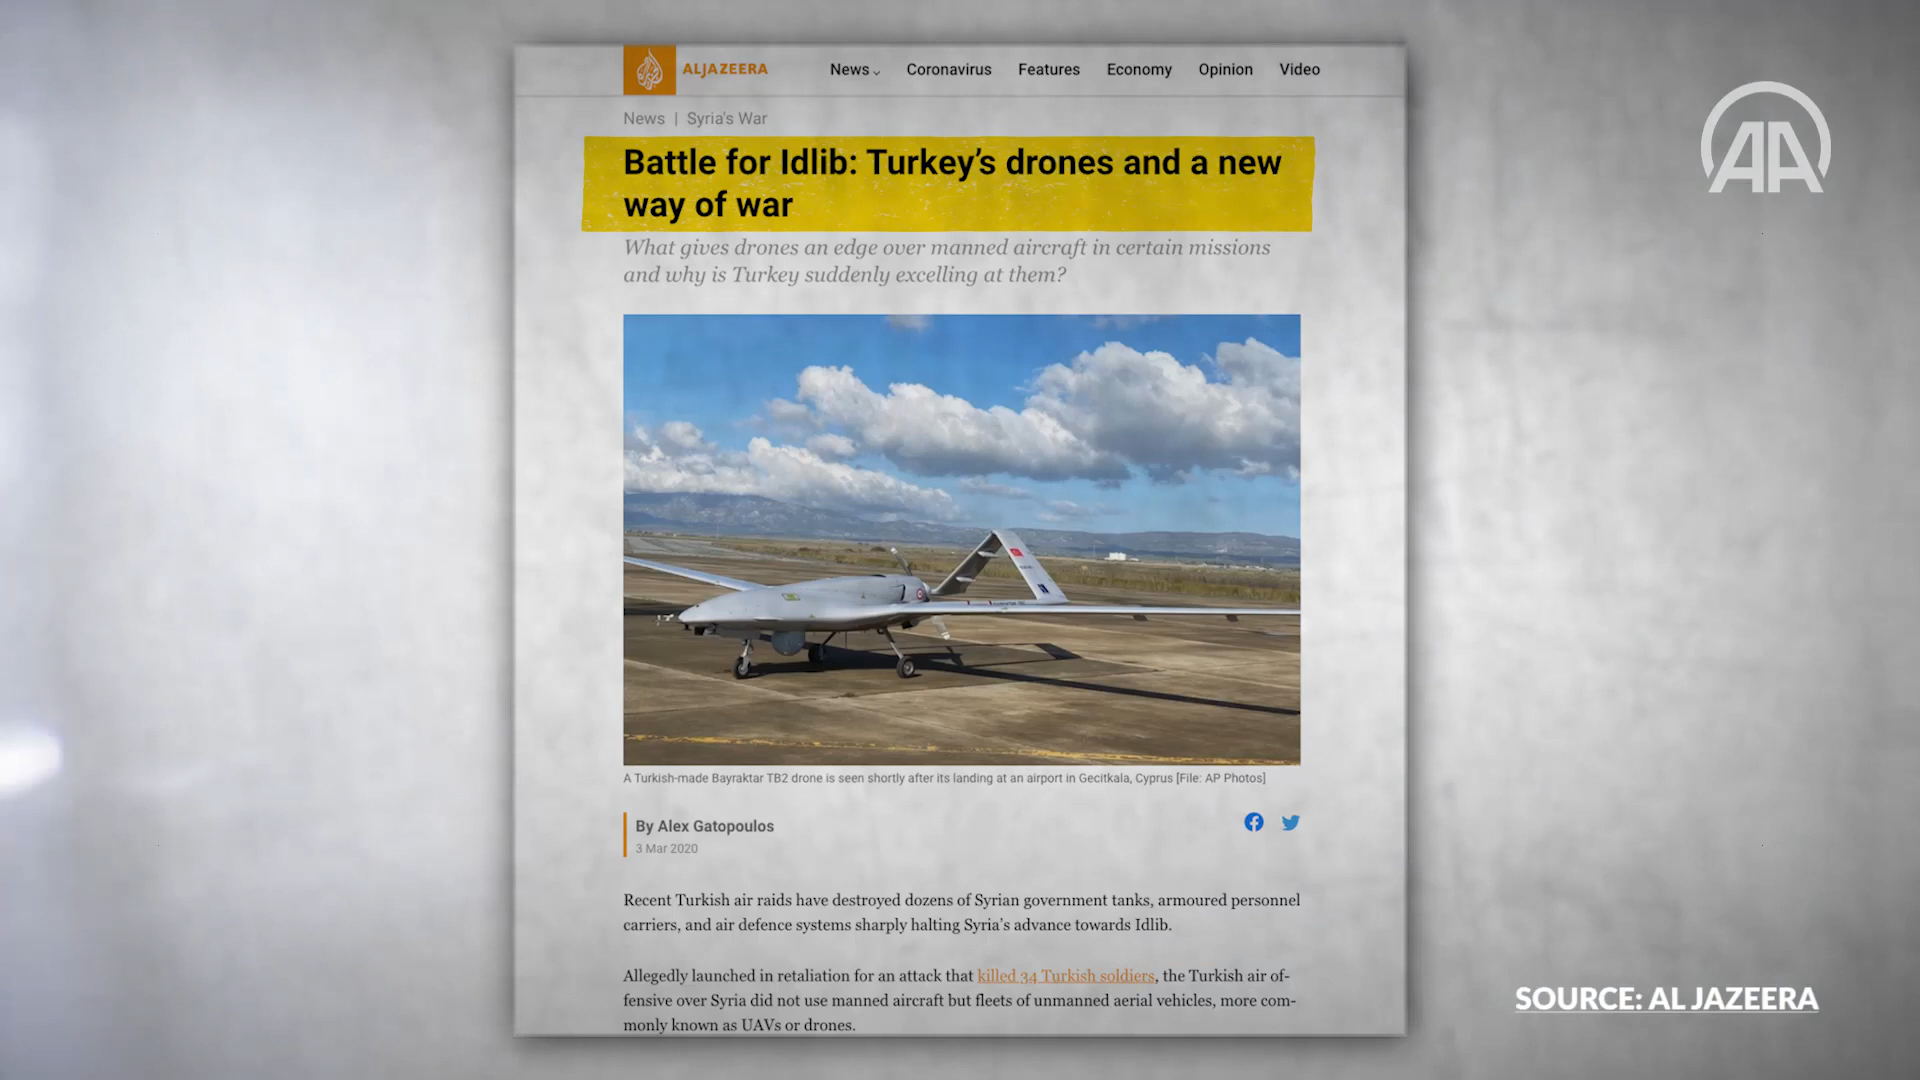 ALJAZEERA
News Coronavirus Features Economy Opinion Video
News | Syria's War
Battle for Idlib: Turkey’s drones and a new
way of war
What gives drones an edge over manned aircraft in certain missions
and why is Turkey suddenly excelling at them?
A Turkish-made Bayraktar TB2 drone is seen shortly after its landing at an airport in Gecitkala, Cyprus [File: AP Photos]
By Alex Gatopoulos
3 Mar 2020
Recent Turkish air raids have destroyed dozens of Syrian government tanks, armoured personnel
carriers, and air defence systems sharply halting Syria’s advance towards Idlib.
Allegedly launched in retaliation for an attack that killed 34 Turkish soldiers, the Turkish air of-
fensive over Syria did not use manned aircraft but fleets of unmanned aerial vehicles, more com-
monly known as UAVs or drones.
AA
SOURCE: AL JAZEERA